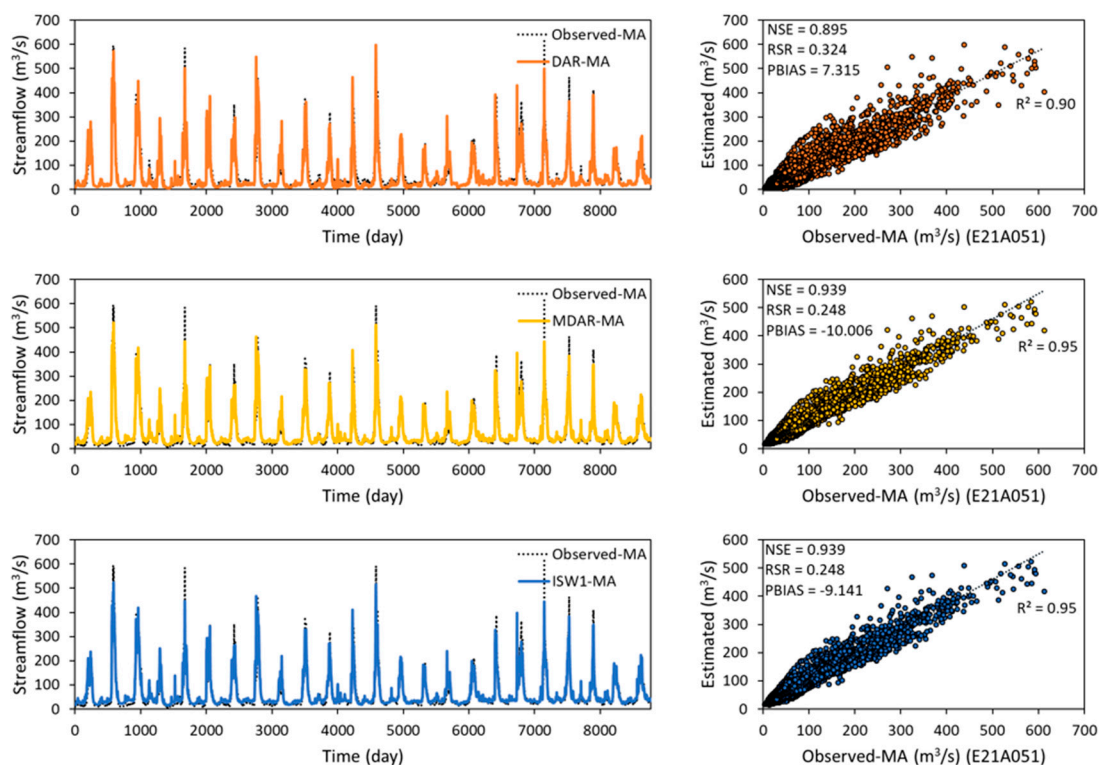 Streamflow (m³/s)
700
600
500
400
300
200
100
0
0 1000 2000 3000 4000 5000 6000 7000 8000
Time (day)
Observed-MA
DAR-MA
Estimated (m³/s)
700
600
500
400
300
200
100
0
NSE = 0.895
RSR = 0.324
PBIAS = 7.315
R² = 0.90
0 100 200 300 400 500 600 700
Observed-MA (m³/s) (E21A051)
Streamflow (m³/s)
700
600
500
400
300
200
100
0
0 1000 2000 3000 4000 5000 6000 7000 8000
Time (day)
Observed-MA
MDAR-MA
Estimated (m³/s)
600
500
400
300
200
100
0
NSE = 0.939
RSR = 0.248
PBIAS = -10.006
R² = 0.95
0 100 200 300 400 500 600 700
Observed-MA (m³/s) (E21A051)
Streamflow (m³/s)
700
600
500
400
300
200
100
0
0 1000 2000 3000 4000 5000 6000 7000 8000
Time (day)
Observed-MA
ISW1-MA
Estimated (m³/s)
600
500
400
300
200
100
0
NSE = 0.939
RSR = 0.248
PBIAS = -9.141
R² = 0.95
0 100 200 300 400 500 600 700
Observed-MA (m³/s) (E21A051)